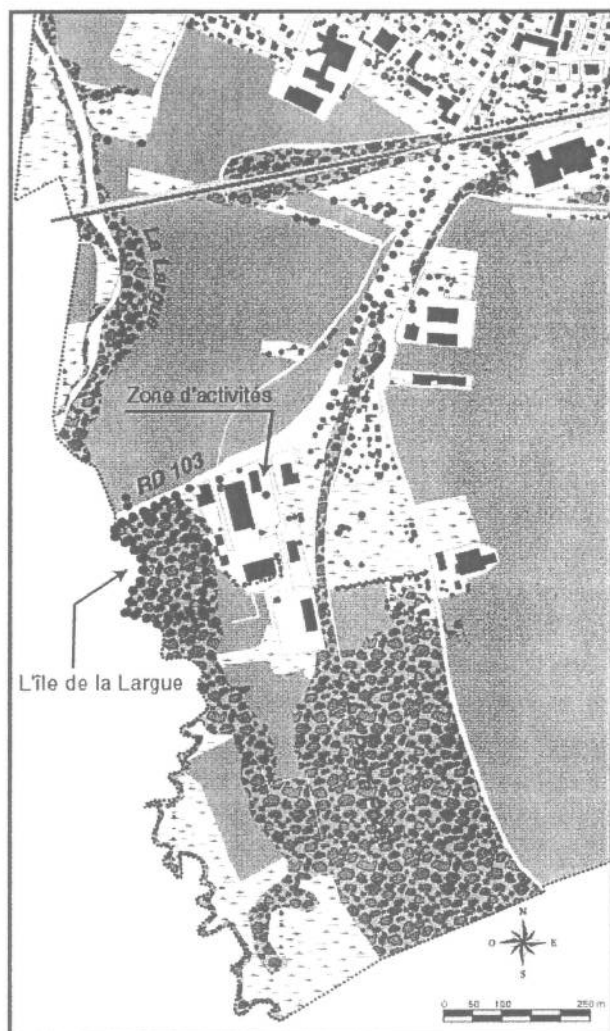 La Largue
Zone d'activités
RD 103
L'île de la Largue
N
O E
S
0 50 100 250 m